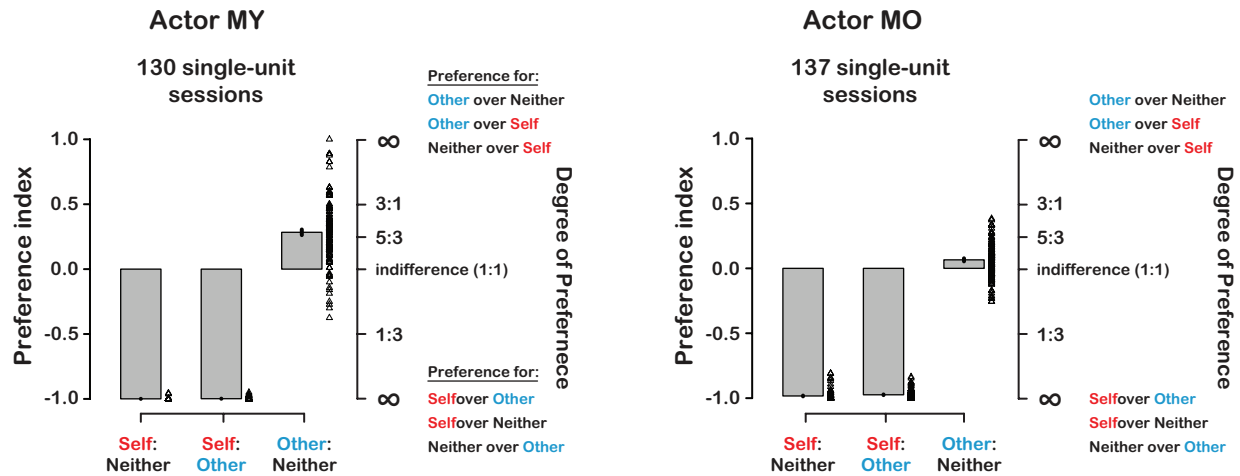 Actor MY
130 single-unit
sessions
Preference for:
Other over Neither
Other over Self
Neither over Self
Preference index
1.0
0.5
0.0
-0.5
-1.0
∞
3:1
5:3
indifference (1:1)
1:3
∞
Degree of Prefernece
Preference for:
Selfover Other
Selfover Neither
Neither over Other
Self:
Neither
Self:
Other
Other:
Neither
Actor MO
137 single-unit
sessions
Other over Neither
Other over Self
Neither over Self
Preference index
1.0
0.5
0.0
-0.5
-1.0
∞
3:1
5:3
indifference (1:1)
1:3
∞
Degree of Preference
Selfover Other
Selfover Neither
Neither over Other
Self:
Neither
Self:
Other
Other:
Neither